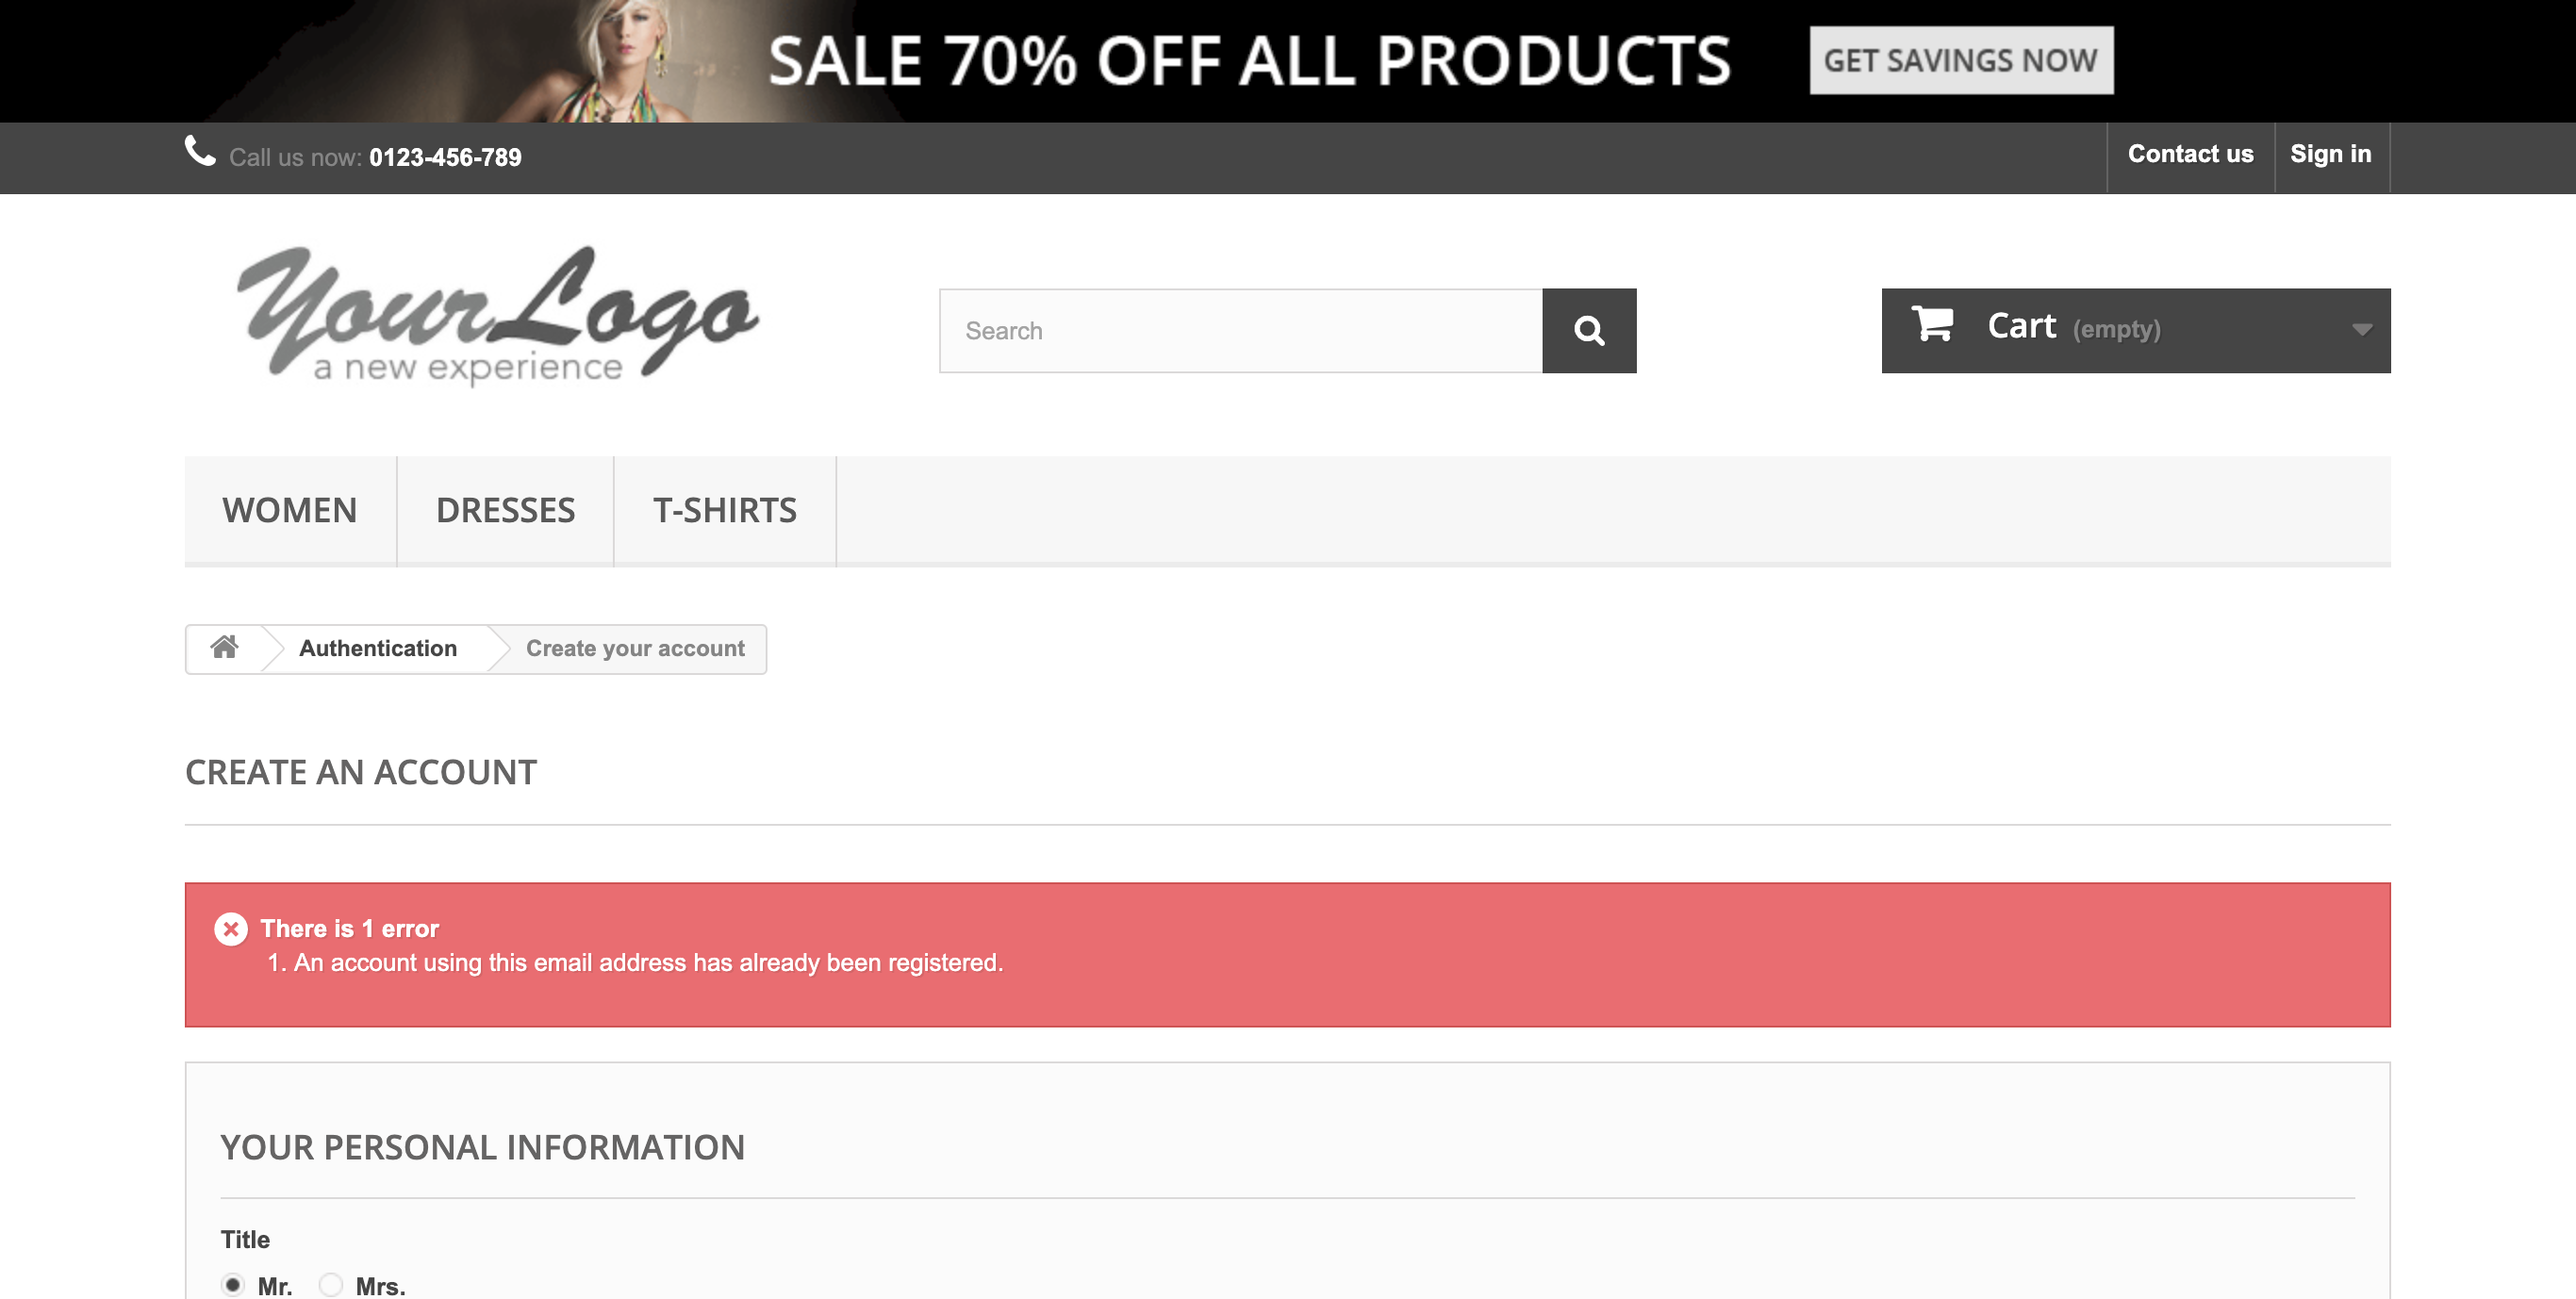 SALE 70% OFF ALL PRODUCTS GET SAVINGS NOW
Call us now: 0123-456-789 Contact us Sign in
YourLogo
a new experience
Search
Cart (empty)
WOMEN DRESSES T-SHIRTS
Authentication Create your account
CREATE AN ACCOUNT
There is 1 error
1. An account using this email address has already been registered.
YOUR PERSONAL INFORMATION
Title
Mr. Mrs.